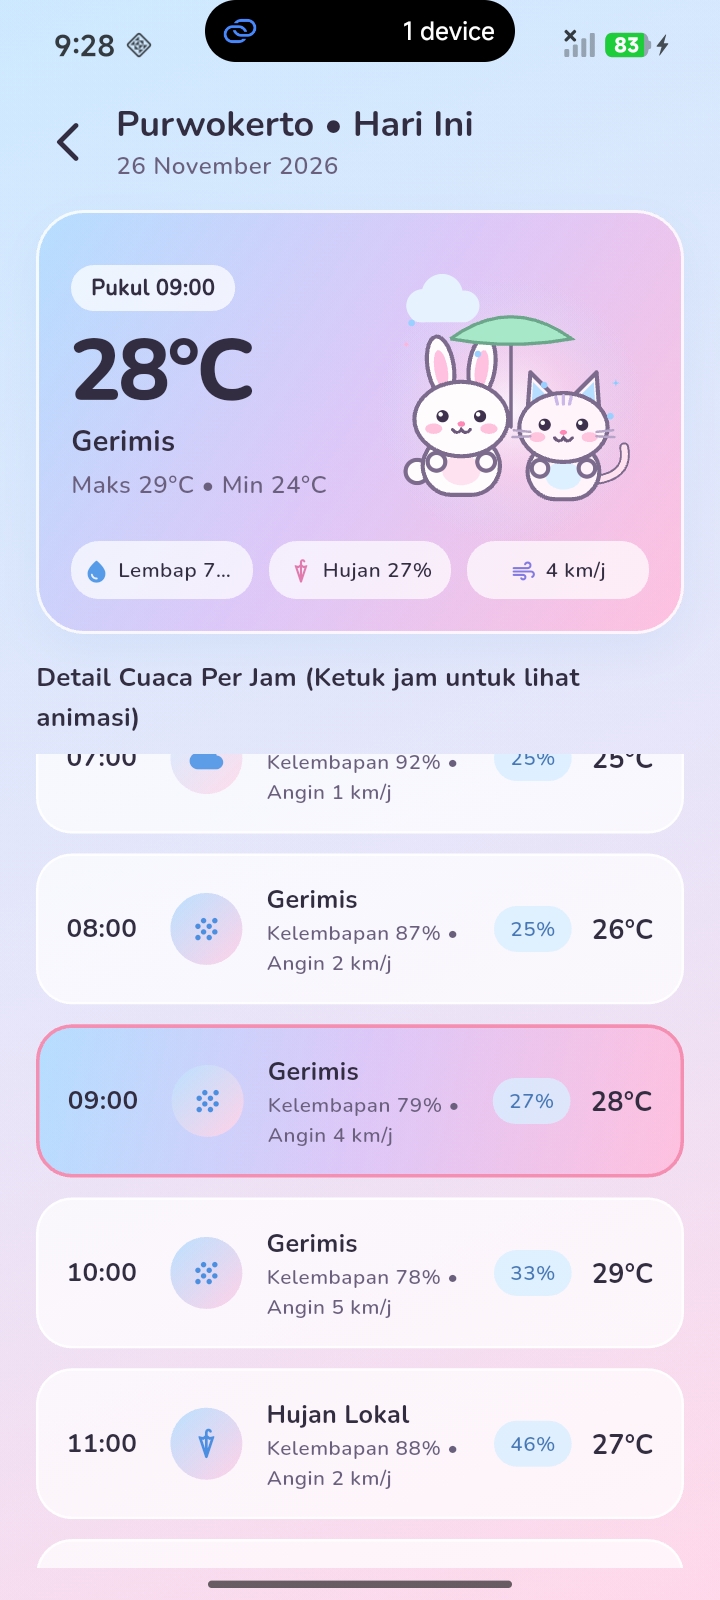 9:28
1 device
83
Purwokerto • Hari Ini
26 November 2026
Pukul 09:00
28°C
Gerimis
Maks 29°C • Min 24°C
Lembap 7...
Hujan 27%
4 km/j
Detail Cuaca Per Jam (Ketuk jam untuk lihat
animasi)
07:00
Kelembapan 92% •
Angin 1 km/j
25%
25°C
08:00
Gerimis
Kelembapan 87% •
Angin 2 km/j
25%
26°C
09:00
Gerimis
Kelembapan 79% •
Angin 4 km/j
27%
28°C
10:00
Gerimis
Kelembapan 78% •
Angin 5 km/j
33%
29°C
11:00
Hujan Lokal
Kelembapan 88% •
Angin 2 km/j
46%
27°C